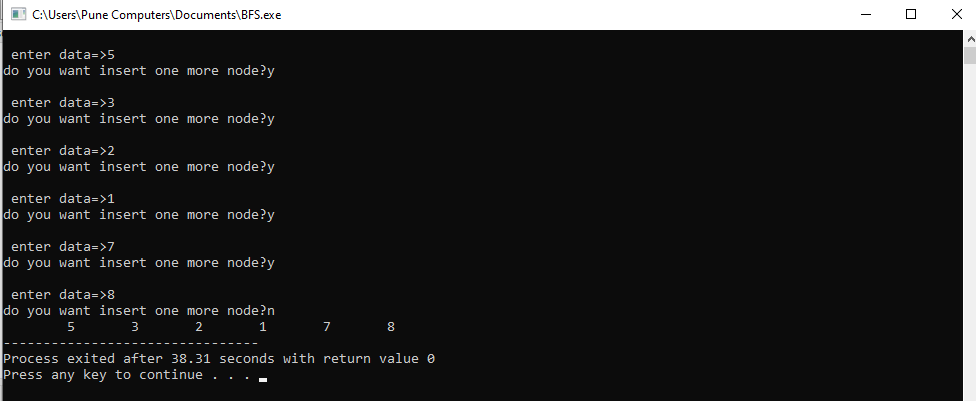 C:\Users\Pune Computers\Documents\BFS.exe
enter data=>5
do you want insert one more node?y
enter data=>3
do you want insert one more node?y
enter data=>2
do you want insert one more node?y
enter data=>1
do you want insert one more node?y
enter data=>7
do you want insert one more node?y
enter data=>8
do you want insert one more node?n
5 3 2 1 7 8
--------------------------------
Process exited after 38.31 seconds with return value 0
Press any key to continue . . .